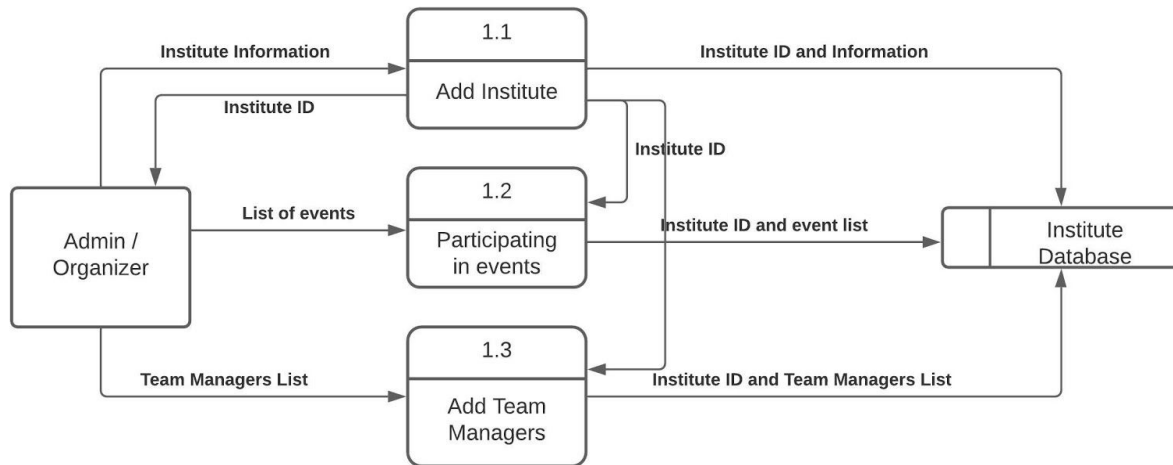 1.1
Institute Information
Institute ID and Information
Add Institute
Institute ID
Institute ID
1.2
List of events
Institute ID and event list
Participating
in events
Admin /
Organizer
Institute
Database
1.3
Team Managers List
Institute ID and Team Managers List
Add Team
Managers